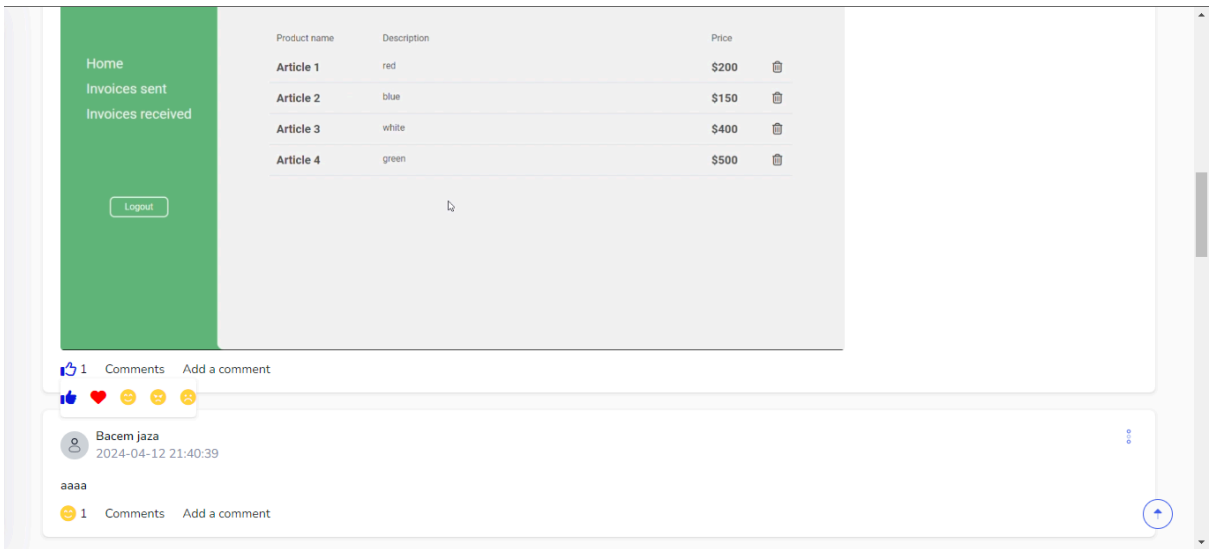 Home
Invoices sent
Invoices received
Logout
Product name Description Price
Article 1 red $200
Article 2 blue $150
Article 3 white $400
Article 4 green $500
1 Comments Add a comment
Bacem jaza
2024-04-12 21:40:39
aaaa
1 Comments Add a comment